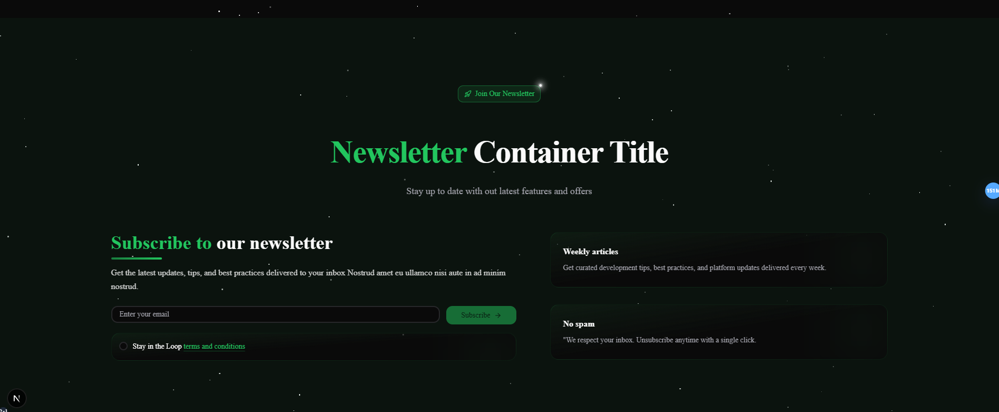 Join Our Newsletter
Newsletter Container Title
Stay up to date with out latest features and offers
Subscribe to our newsletter
Get the latest updates, tips, and best practices delivered to your inbox Nostrud amet eu ullamco nisi aute in ad minim
nostrud.
Enter your email
Subscribe
Stay in the Loop terms and conditions
Weekly articles
Get curated development tips, best practices, and platform updates delivered every week.
No spam
"We respect your inbox. Unsubscribe anytime with a single click.
151M
N